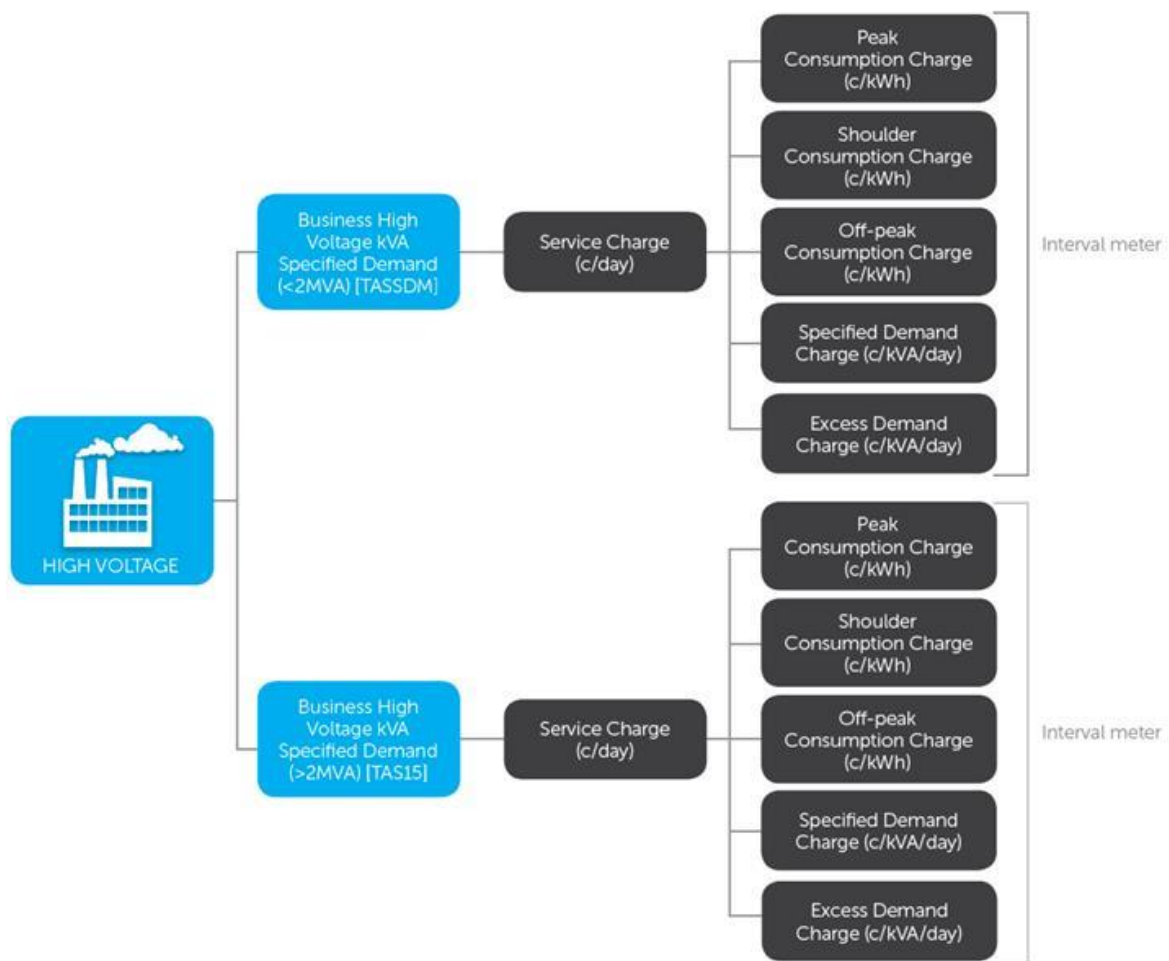 Peak
Consumption Charge
(c/kWh)
Shoulder
Consumption Charge
(c/kWh)
Business High
Voltage kVA
Specified Demand
(<2MVA) [TASSDM]
Service Charge
(c/day)
Off-peak
Consumption Charge
(c/kWh)
Interval meter
Specified Demand
Charge (c/kVA/day)
Excess Demand
Charge (c/kVA/day)
HIGH VOLTAGE
Peak
Consumption Charge
(c/kWh)
Shoulder
Consumption Charge
(c/kWh)
Business High
Voltage kVA
Specified Demand
(>2MVA) [TAS15]
Service Charge
(c/day)
Off-peak
Consumption Charge
(c/kWh)
Interval meter
Specified Demand
Charge (c/kVA/day)
Excess Demand
Charge (c/kVA/day)